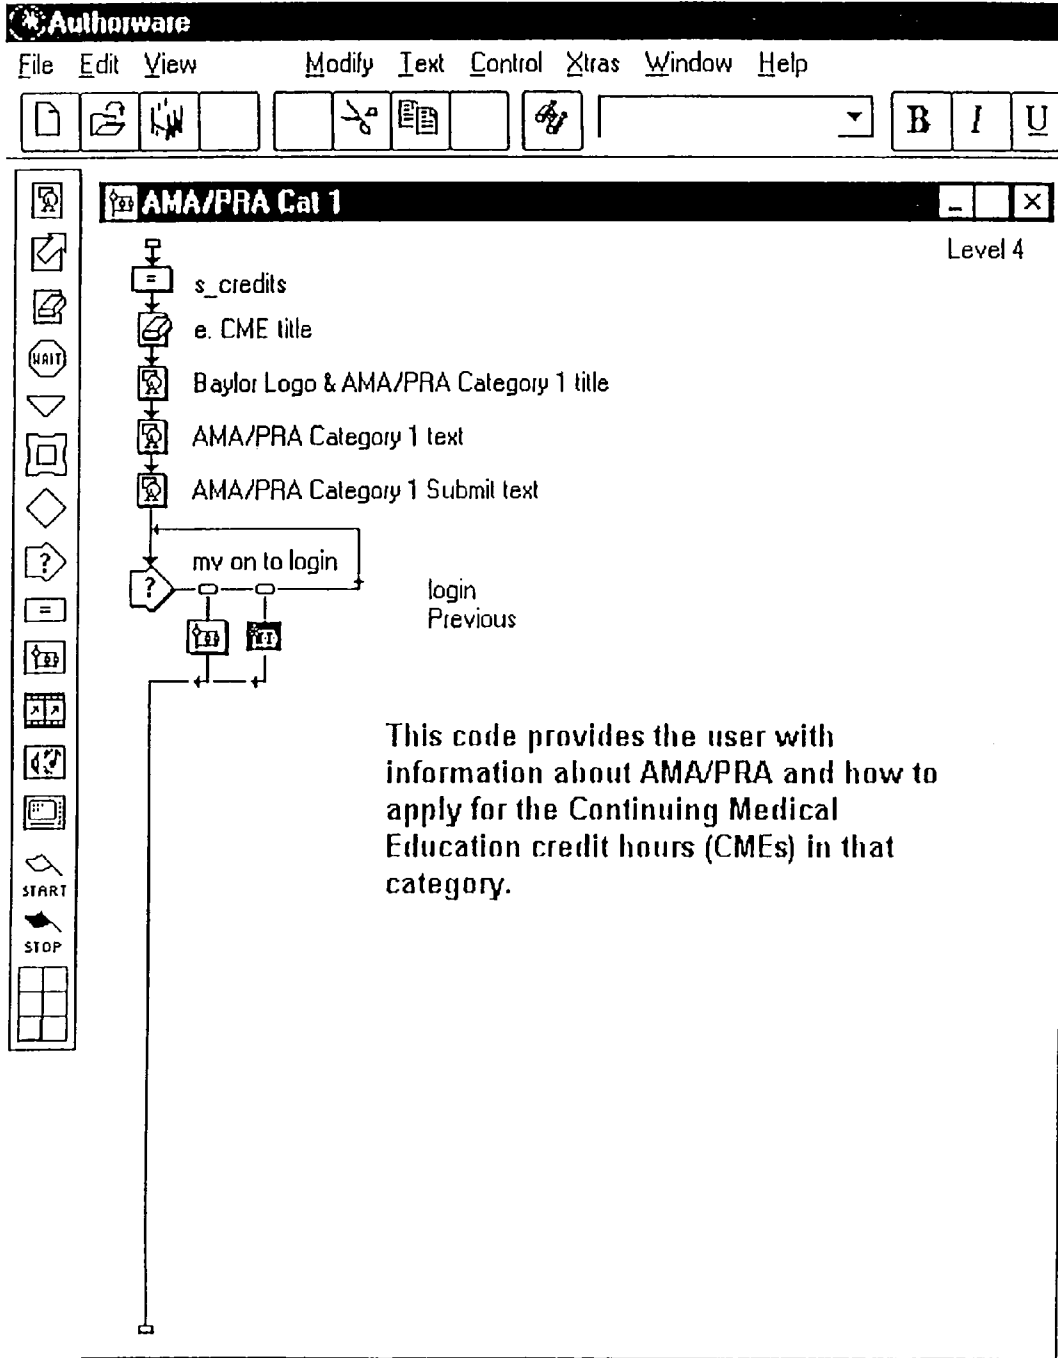 Authorware
File Edit View Modify Text Control Xtras Window Help
B I U
AMA/PRA Cat 1
Level 4
= s_credits
e. CME title
WAIT
Baylor Logo & AMA/PRA Category 1 title
AMA/PRA Category 1 text
AMA/PRA Category 1 Submit text
mv on to login
?
?
login
Previous
=
This code provides the user with
information about AMA/PRA and how to
apply for the Continuing Medical
Education credit hours (CMEs) in that
category.
START
STOP